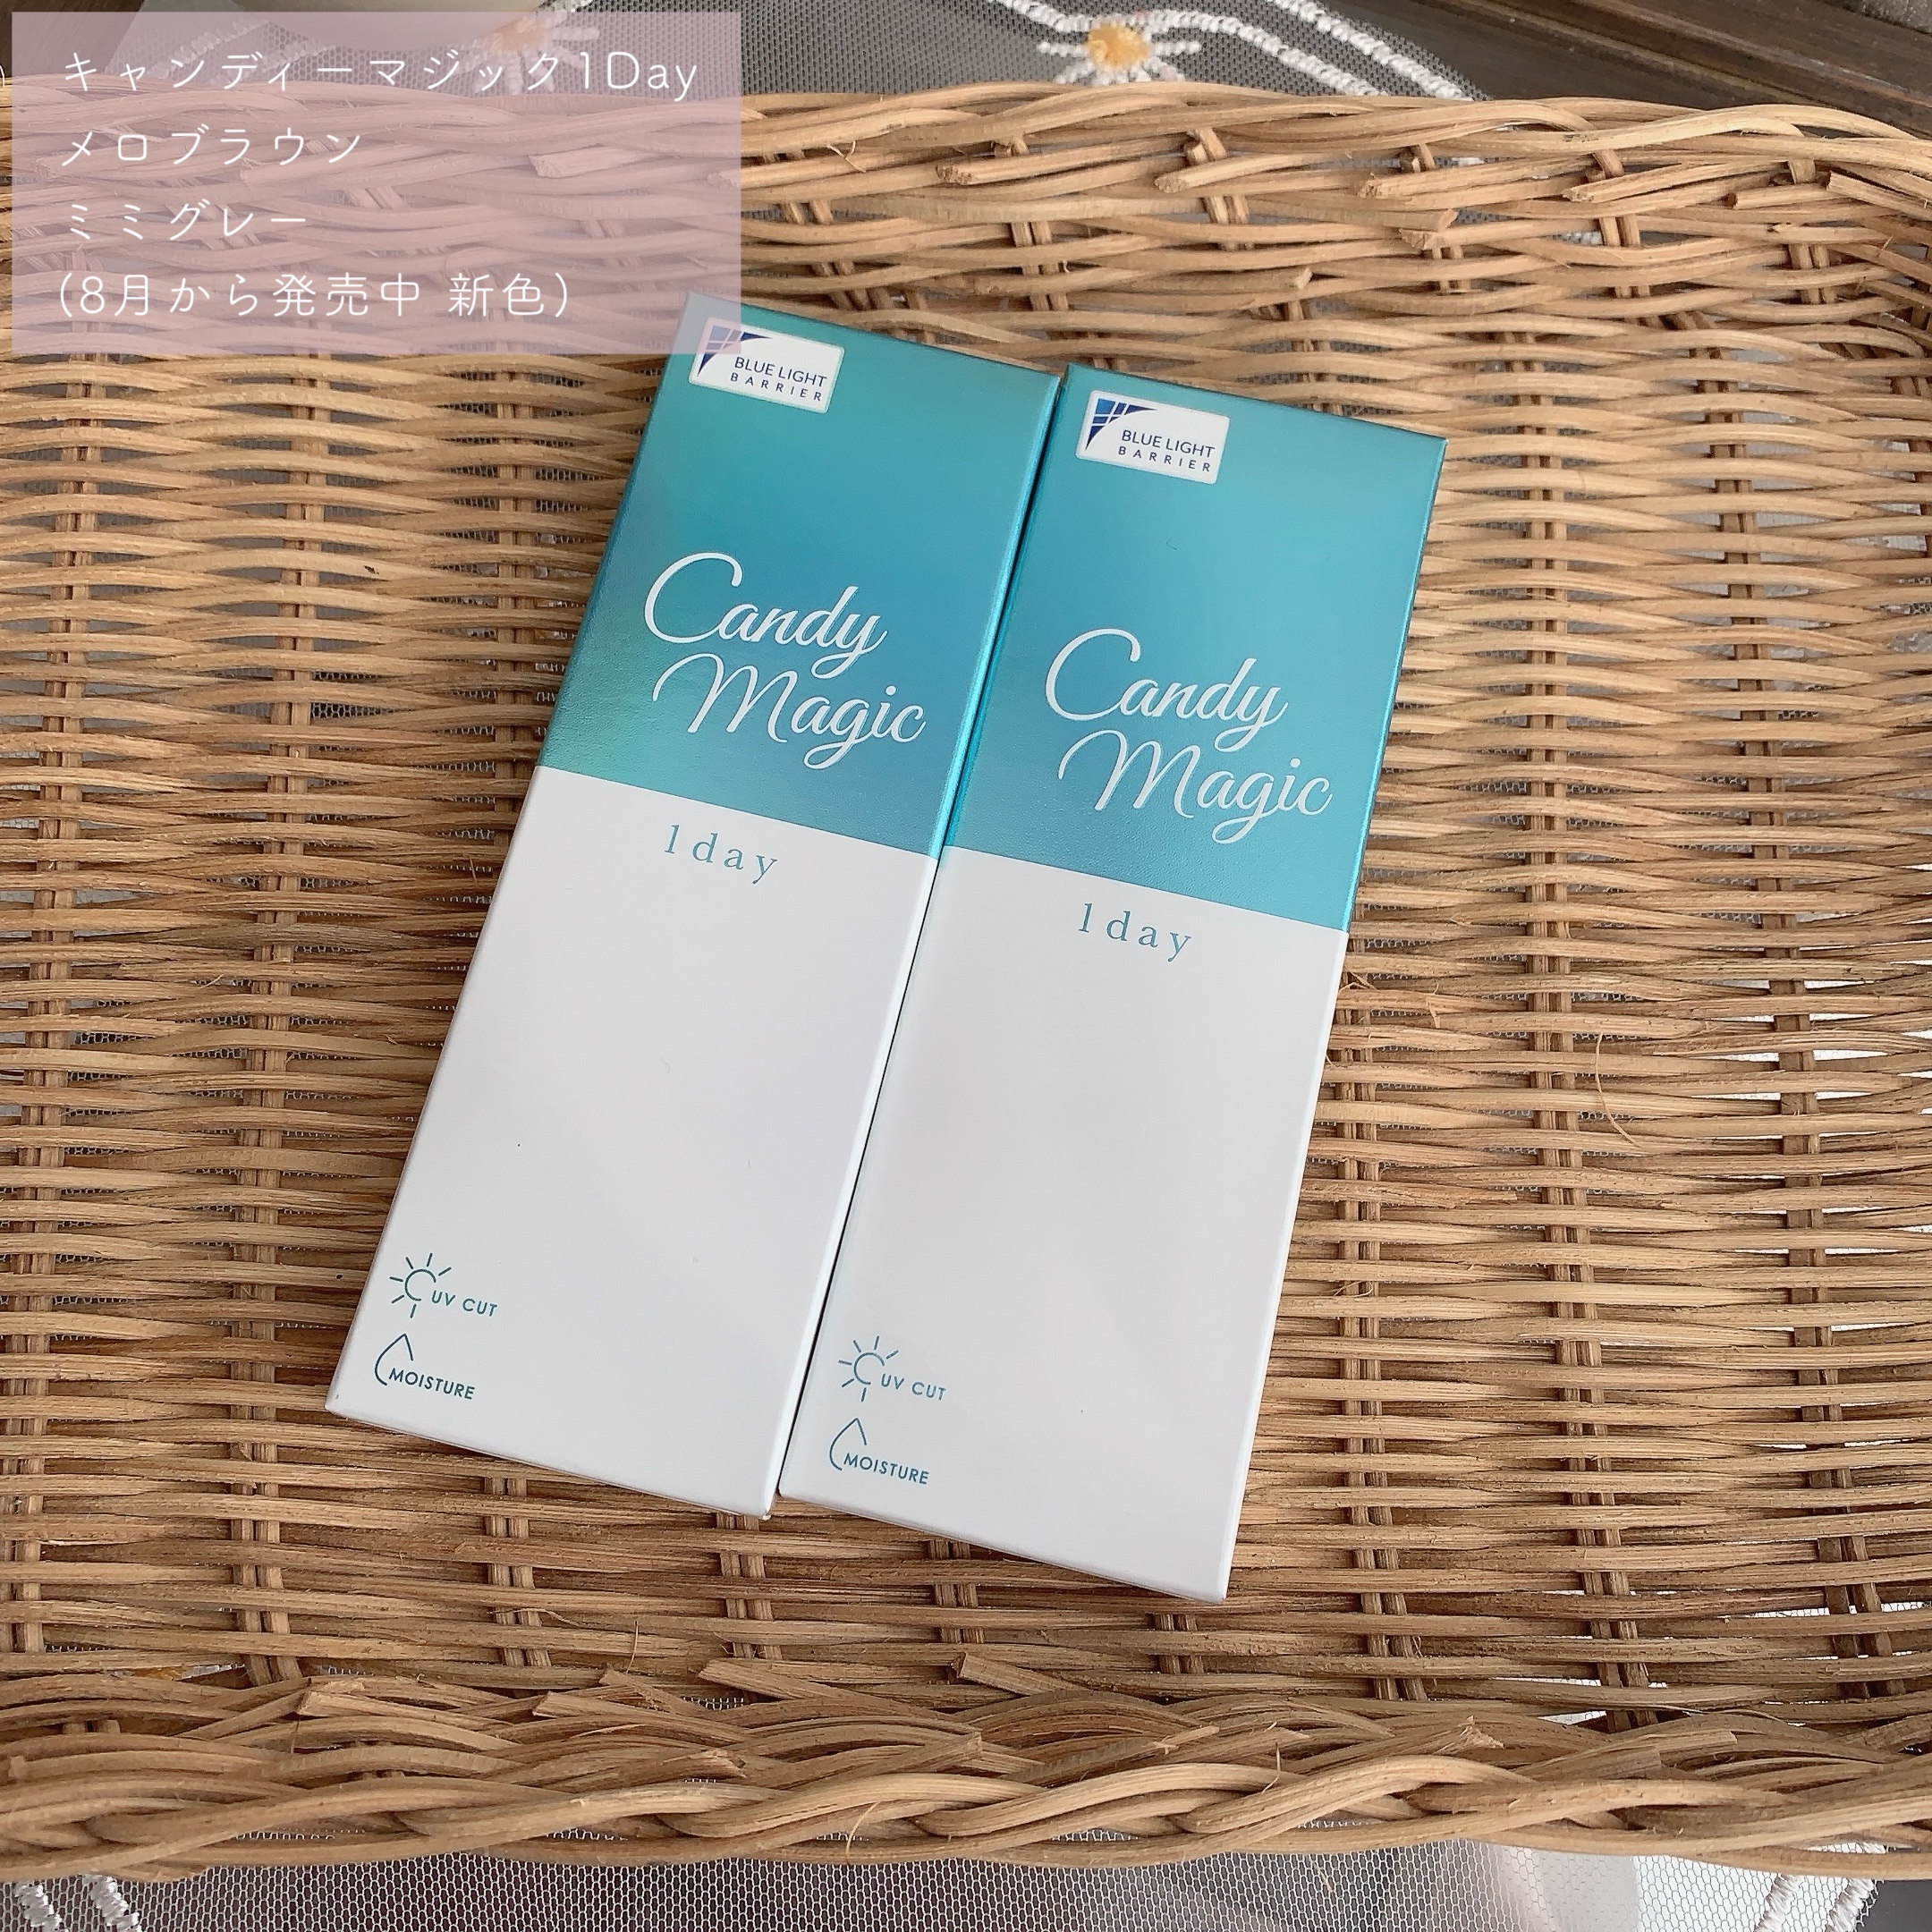 キャンディーマジック1Day
メロブラウン
ミミグレー
(8月から発売中 新色)
BLUE LIGHT
BARRIER
Candy
Magic
1day
UV CUT
MOISTURE
BLUE LIGHT
BARRIER
Candy
Magic
1day
UV CUT
MOISTURE